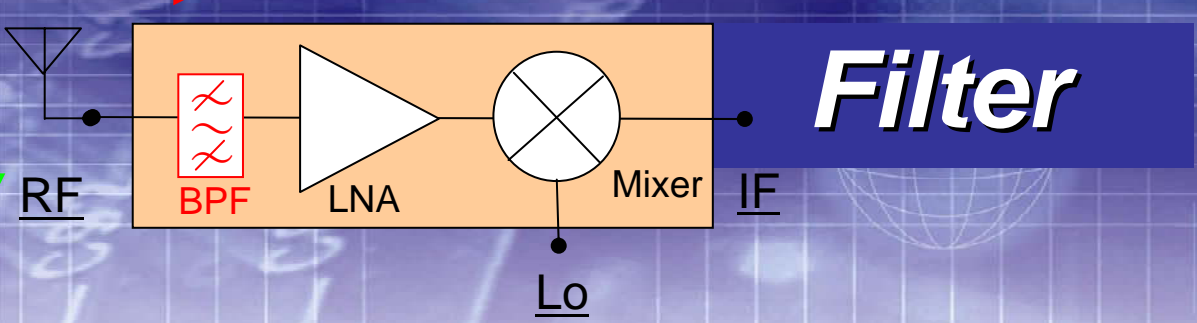 Filter
RF
BPF
LNA
Mixer
IF
Lo